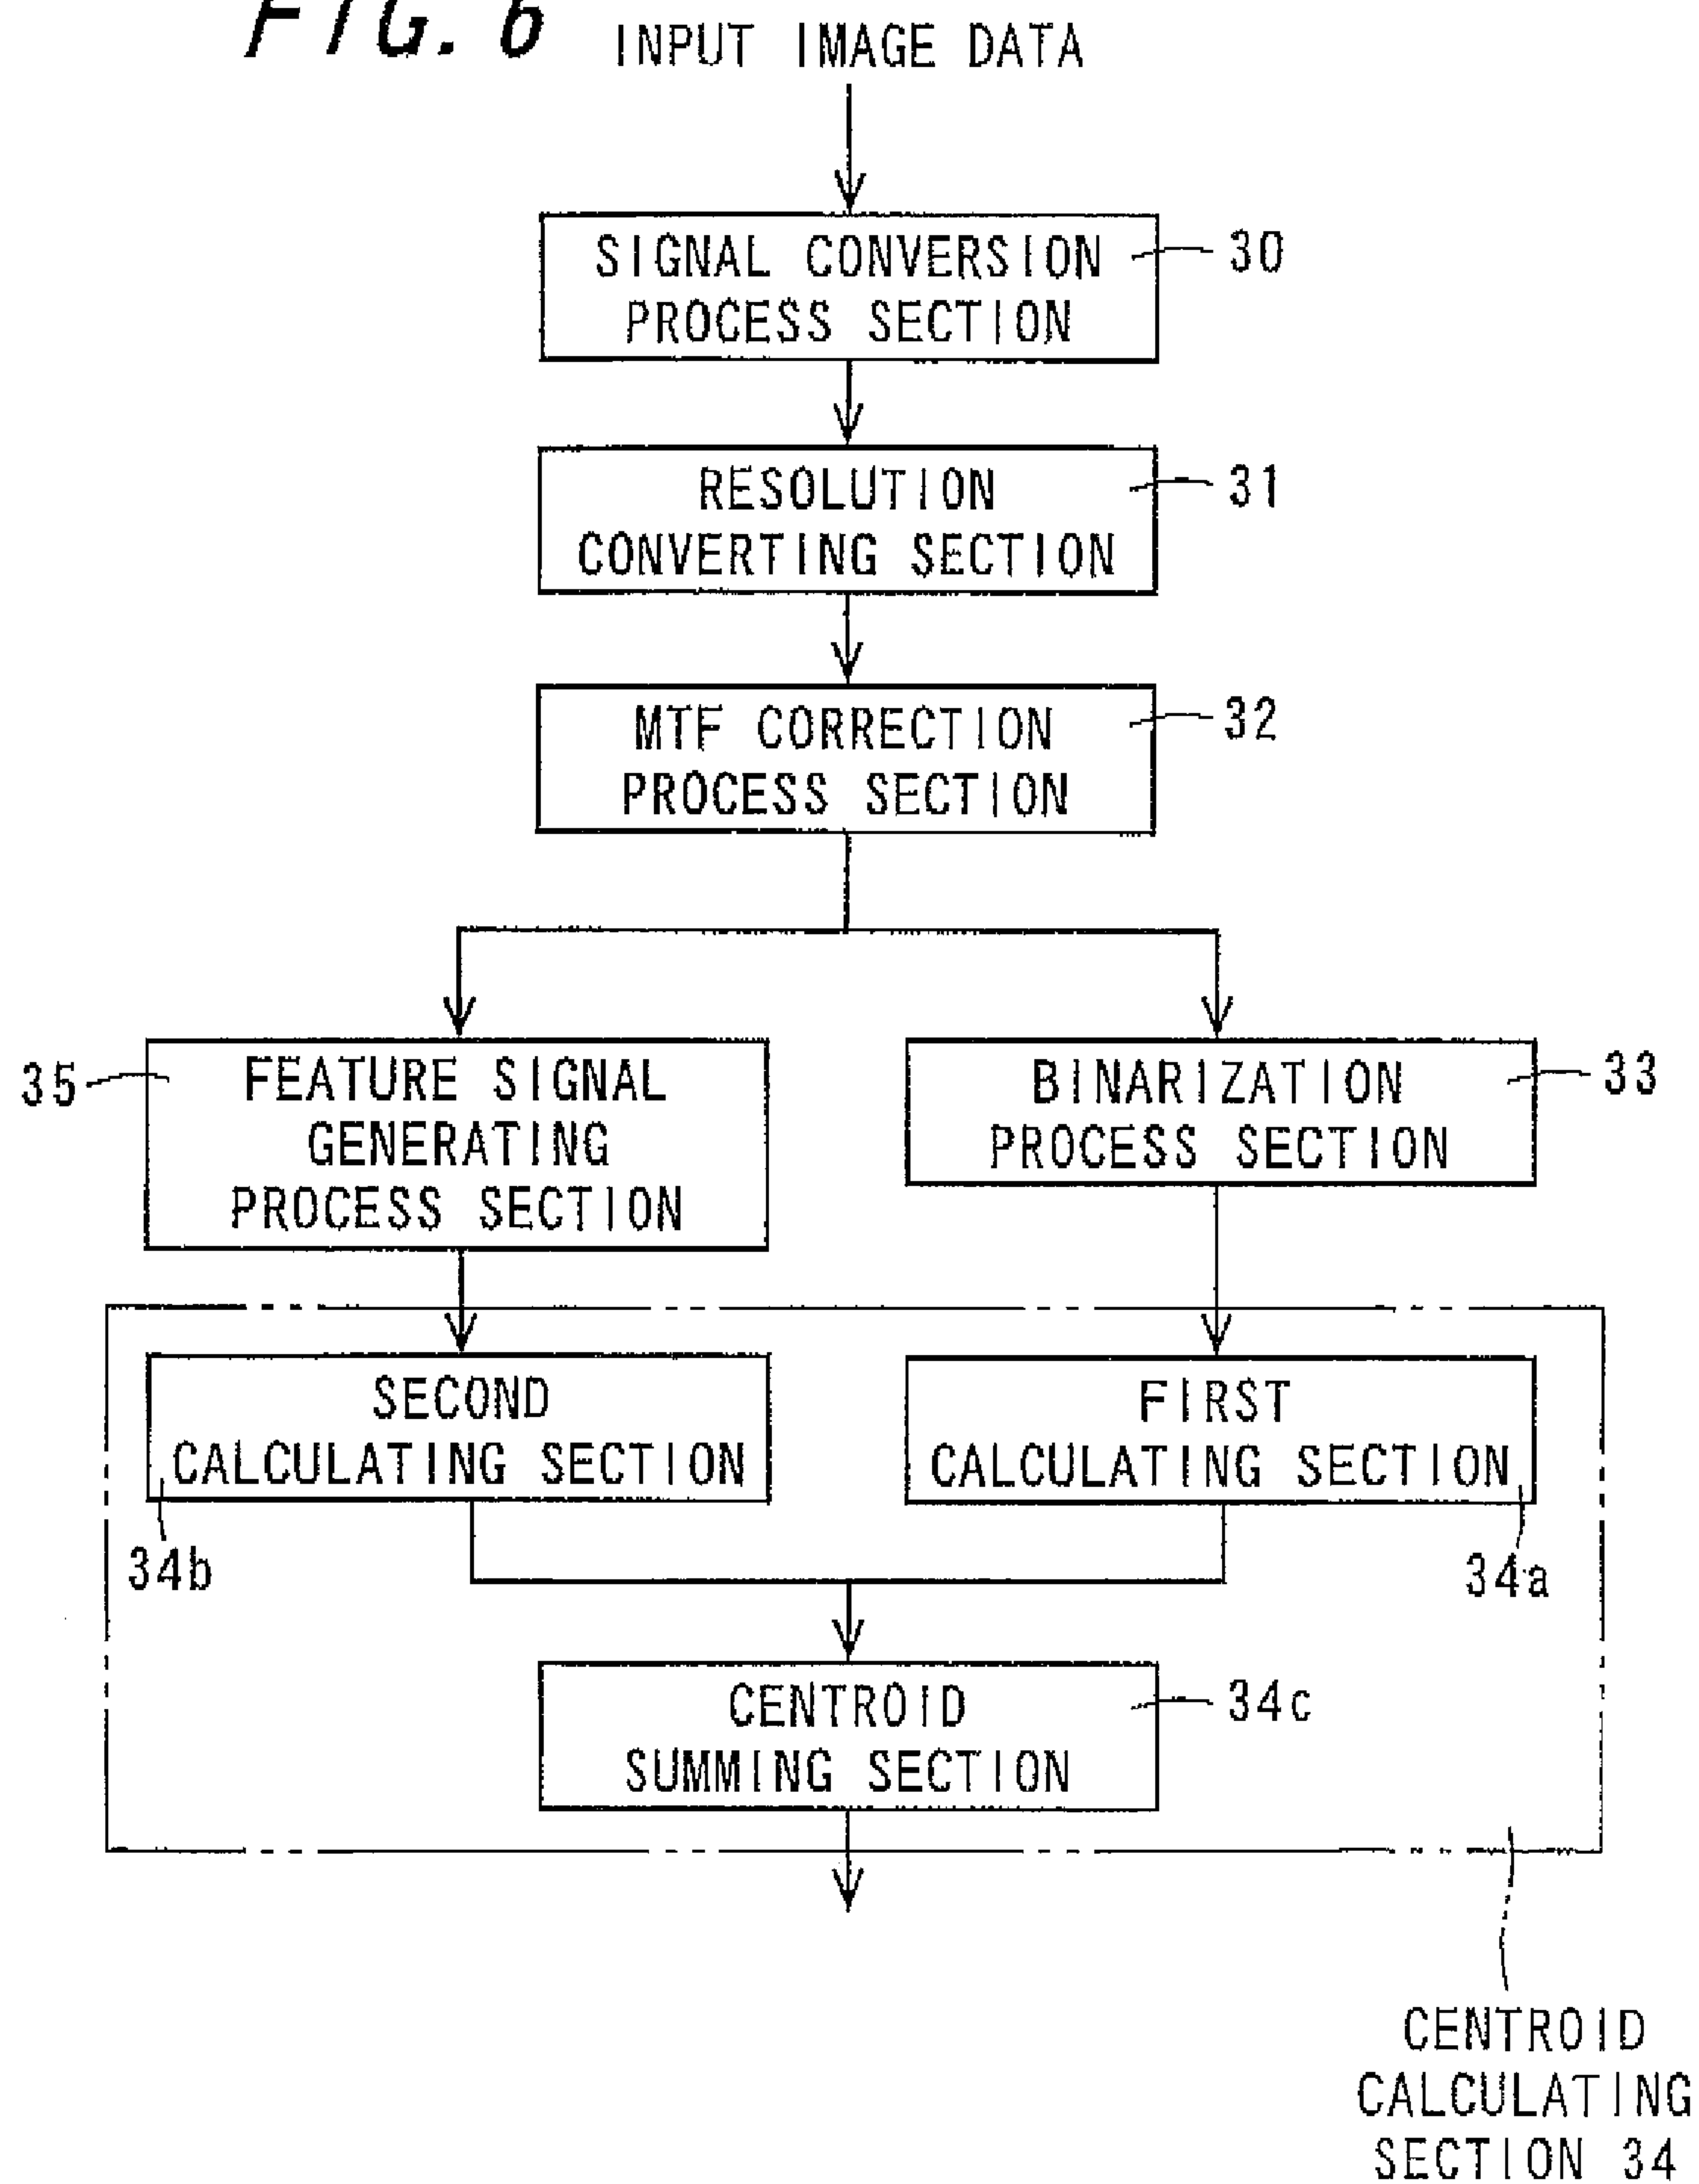 FIG. 6
INPUT IMAGE DATA
SIGNAL CONVERSION
PROCESS SECTION
30
RESOLUTION
CONVERTING SECTION
31
MTF CORRECTION
PROCESS SECTION
32
35
FEATURE SIGNAL
GENERATING
PROCESS SECTION
BINARIZATION
PROCESS SECTION
33
SECOND
CALCULATING SECTION
34b
FIRST
CALCULATING SECTION
34a
CENTROID
SUMMING SECTION
34c
CENTROID
CALCULATING
SECTION 34